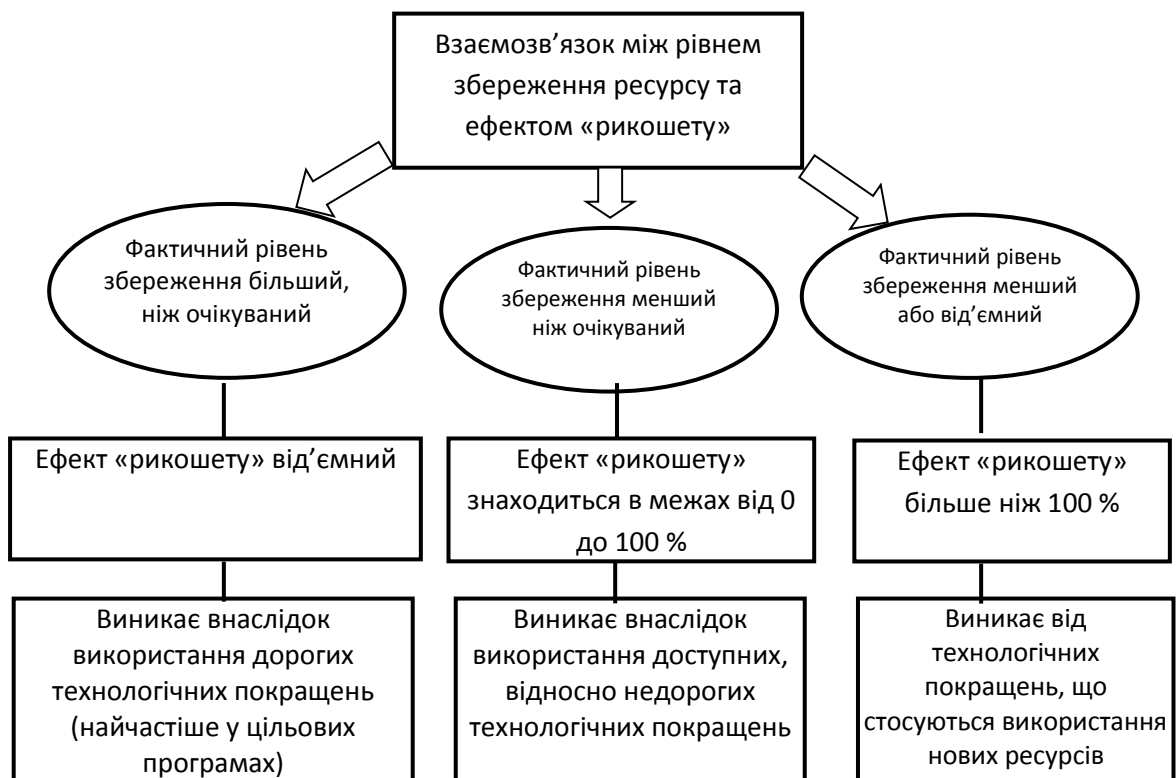 Взаємозв’язок між рівнем
збереження ресурсу та
ефектом «рикошету»
Фактичний рівень
збереження більший,
ніж очікуваний
Фактичний рівень
збереження менший
ніж очікуваний
Фактичний рівень
збереження менший
або від’ємний
Ефект «рикошету» від’ємний
Ефект «рикошету»
знаходиться в межах від 0
до 100 %
Ефект «рикошету»
більше ніж 100 %
Виникає внаслідок
використання дорогих
технологічних покращень
(найчастіше у цільових
програмах)
Виникає внаслідок
використання доступних,
відносно недорогих
технологічних покращень
Виникає від
технологічних
покращень, що
стосуються використання
нових ресурсів